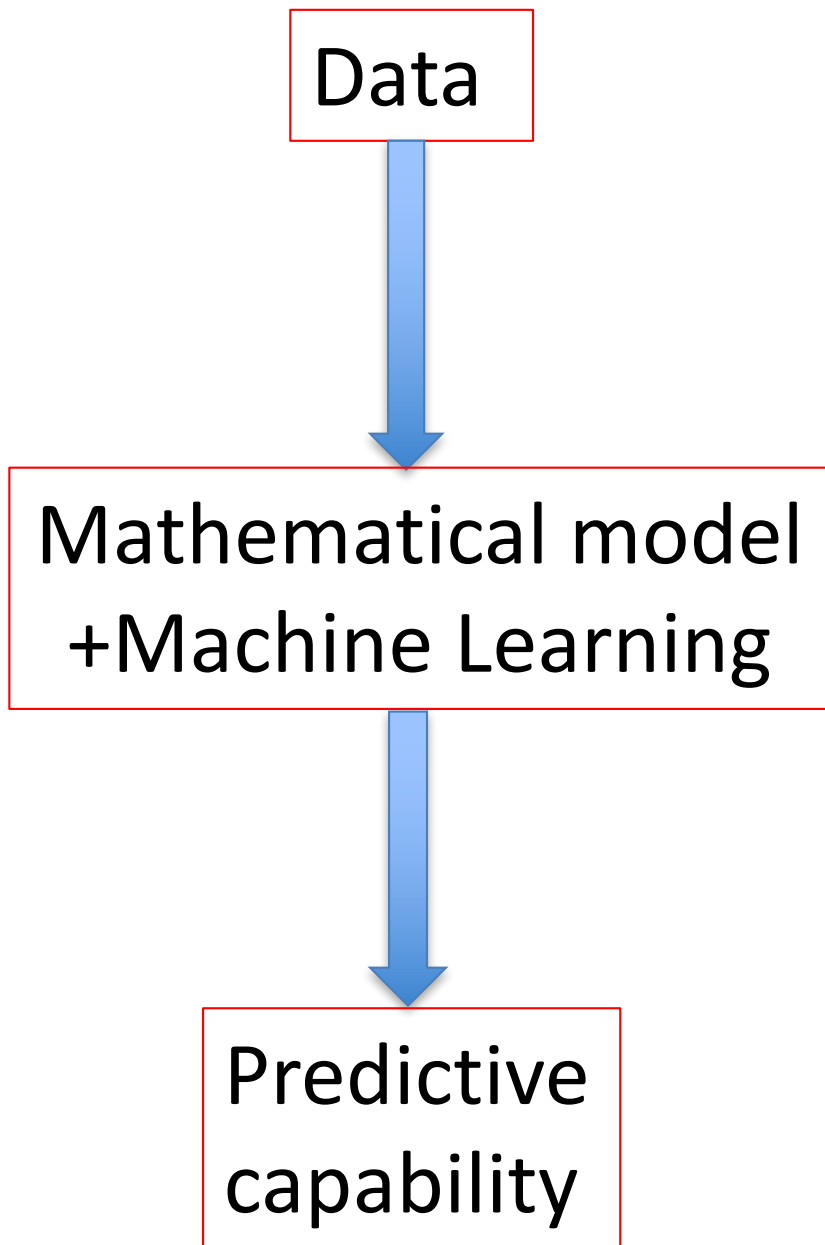 Data
Mathematical model
+Machine Learning
Predictive
capability